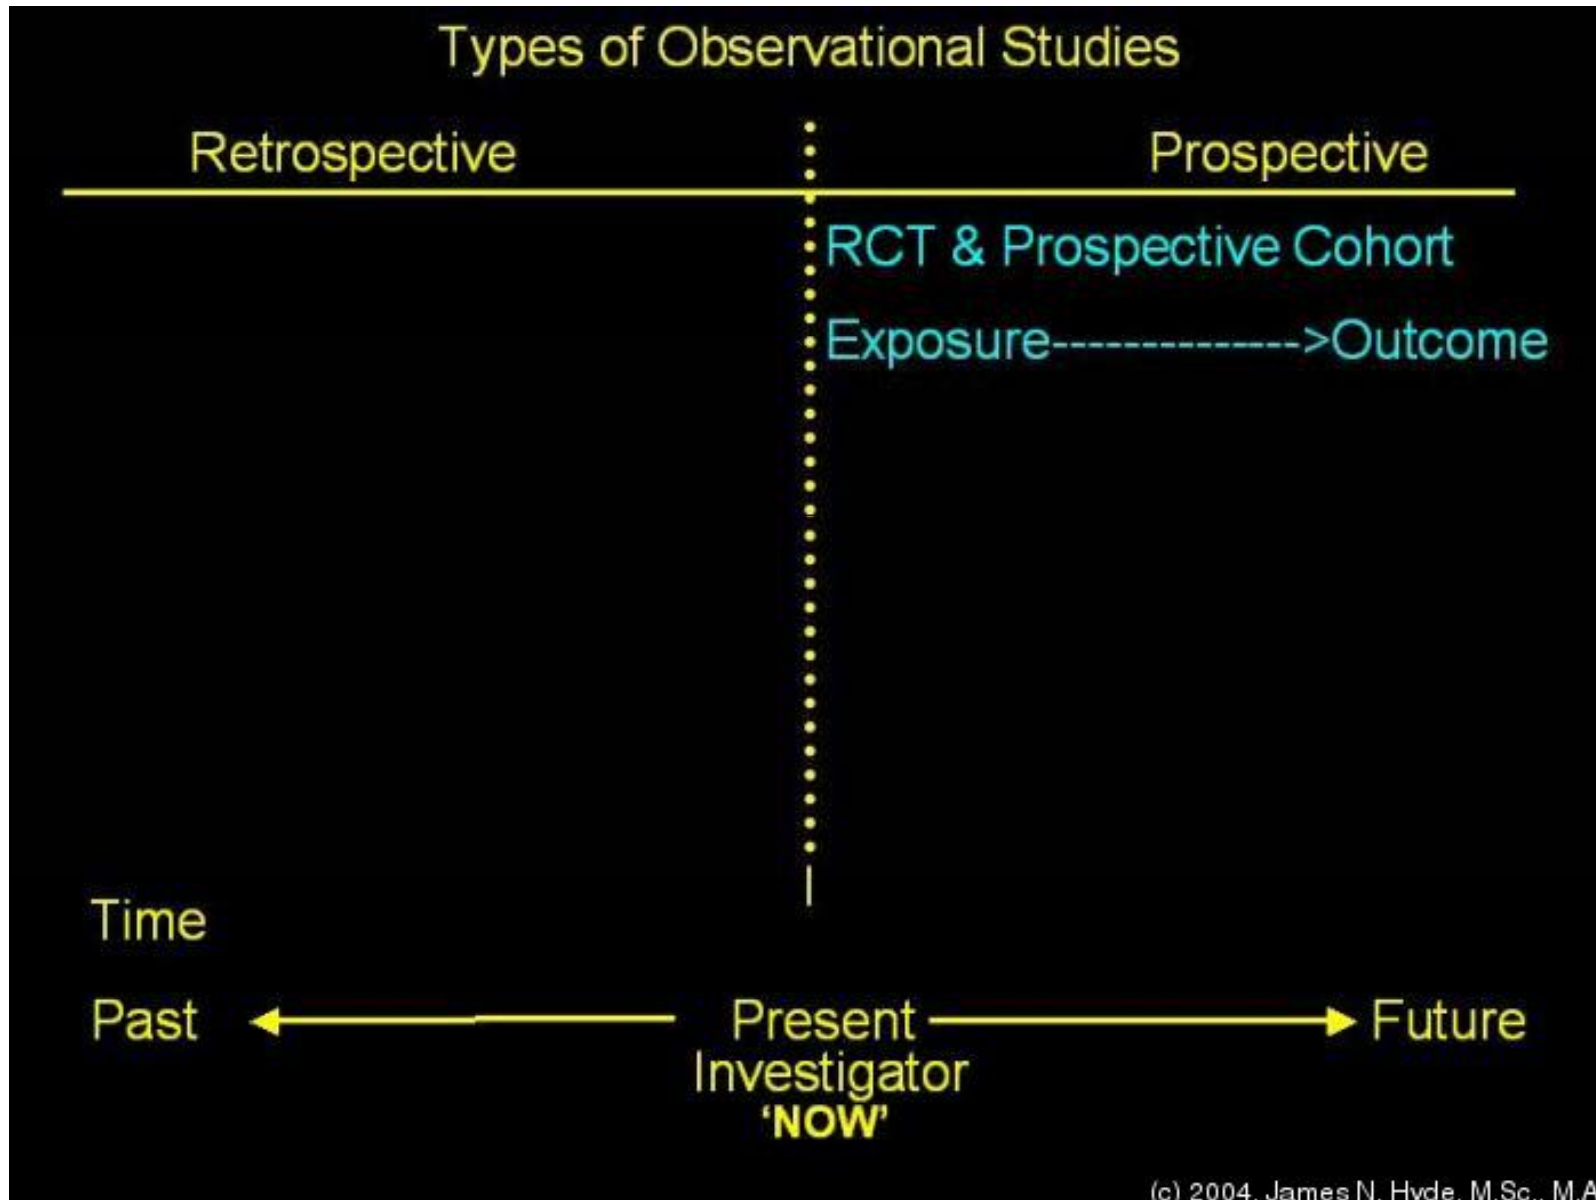 Types of Observational Studies
Retrospective Prospective
RCT & Prospective Cohort
Exposure-------------->Outcome
Time
Past Present Future
Investigator
‘NOW’
(c) 2004, James N. Hyde, M.Sc., M.A